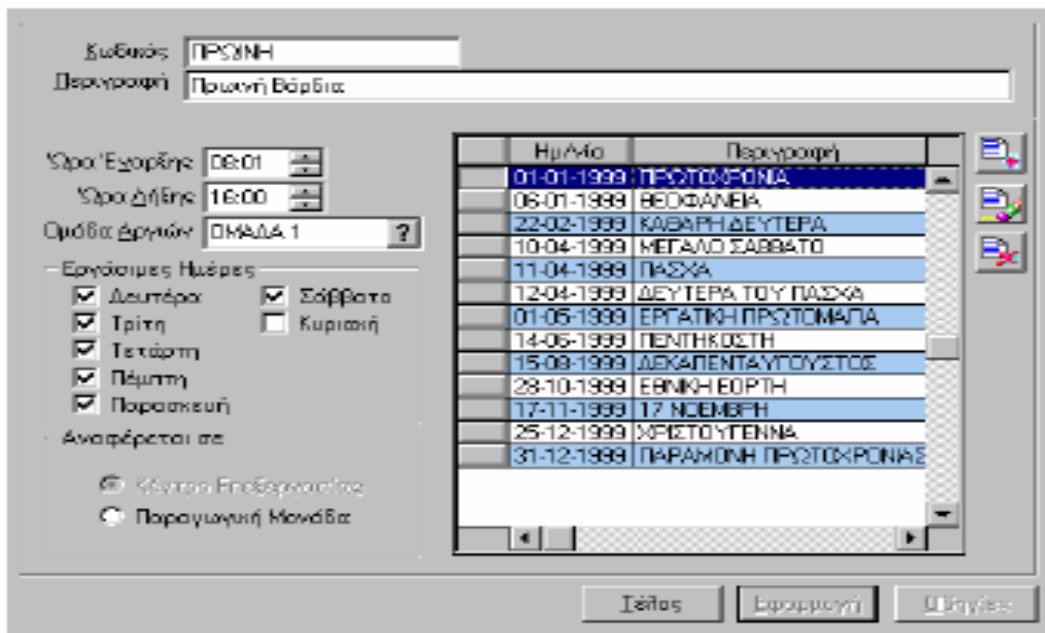 Κωδικός ΠΡΩΙΝΗ
Περιγραφή Πρωινή Βάρδια
Ώρα Έναρξης 08:01
Ώρα Λήξης 16:00
Ομάδα Αργιών ΟΜΑΔΑ 1 ?
Εργάσιμες Ημέρες
Δευτέρα Σάββατο
Τρίτη Κυριακή
Τετάρτη
Πέμπτη
Παρασκευή
Αναφέρεται σε
Κέντρο Επεξεργασίας
Παραγωγική Μονάδα
Ημ/νία Περιγραφή
01-01-1999 ΠΡΩΤΟΧΡΟΝΙΑ
06-01-1999 ΘΕΟΦΑΝΕΙΑ
22-02-1999 ΚΑΘΑΡΗ ΔΕΥΤΕΡΑ
10-04-1999 ΜΕΓΑΛΟ ΣΑΒΒΑΤΟ
11-04-1999 ΠΑΣΧΑ
12-04-1999 ΔΕΥΤΕΡΑ ΤΟΥ ΠΑΣΧΑ
01-05-1999 ΕΡΓΑΤΙΚΗ ΠΡΩΤΟΜΑΓΙΑ
14-06-1999 ΠΕΝΤΗΚΟΣΤΗ
15-08-1999 ΔΕΚΑΠΕΝΤΑΥΓΟΥΣΤΟΣ
28-10-1999 ΕΘΝΙΚΗ ΕΟΡΤΗ
17-11-1999 17 ΝΟΕΜΒΡΗ
25-12-1999 ΧΡΙΣΤΟΥΓΕΝΝΑ
31-12-1999 ΠΑΡΑΜΟΝΗ ΠΡΩΤΟΧΡΟΝΙΑΣ
Τέλος Εφαρμογή Οδηγίες